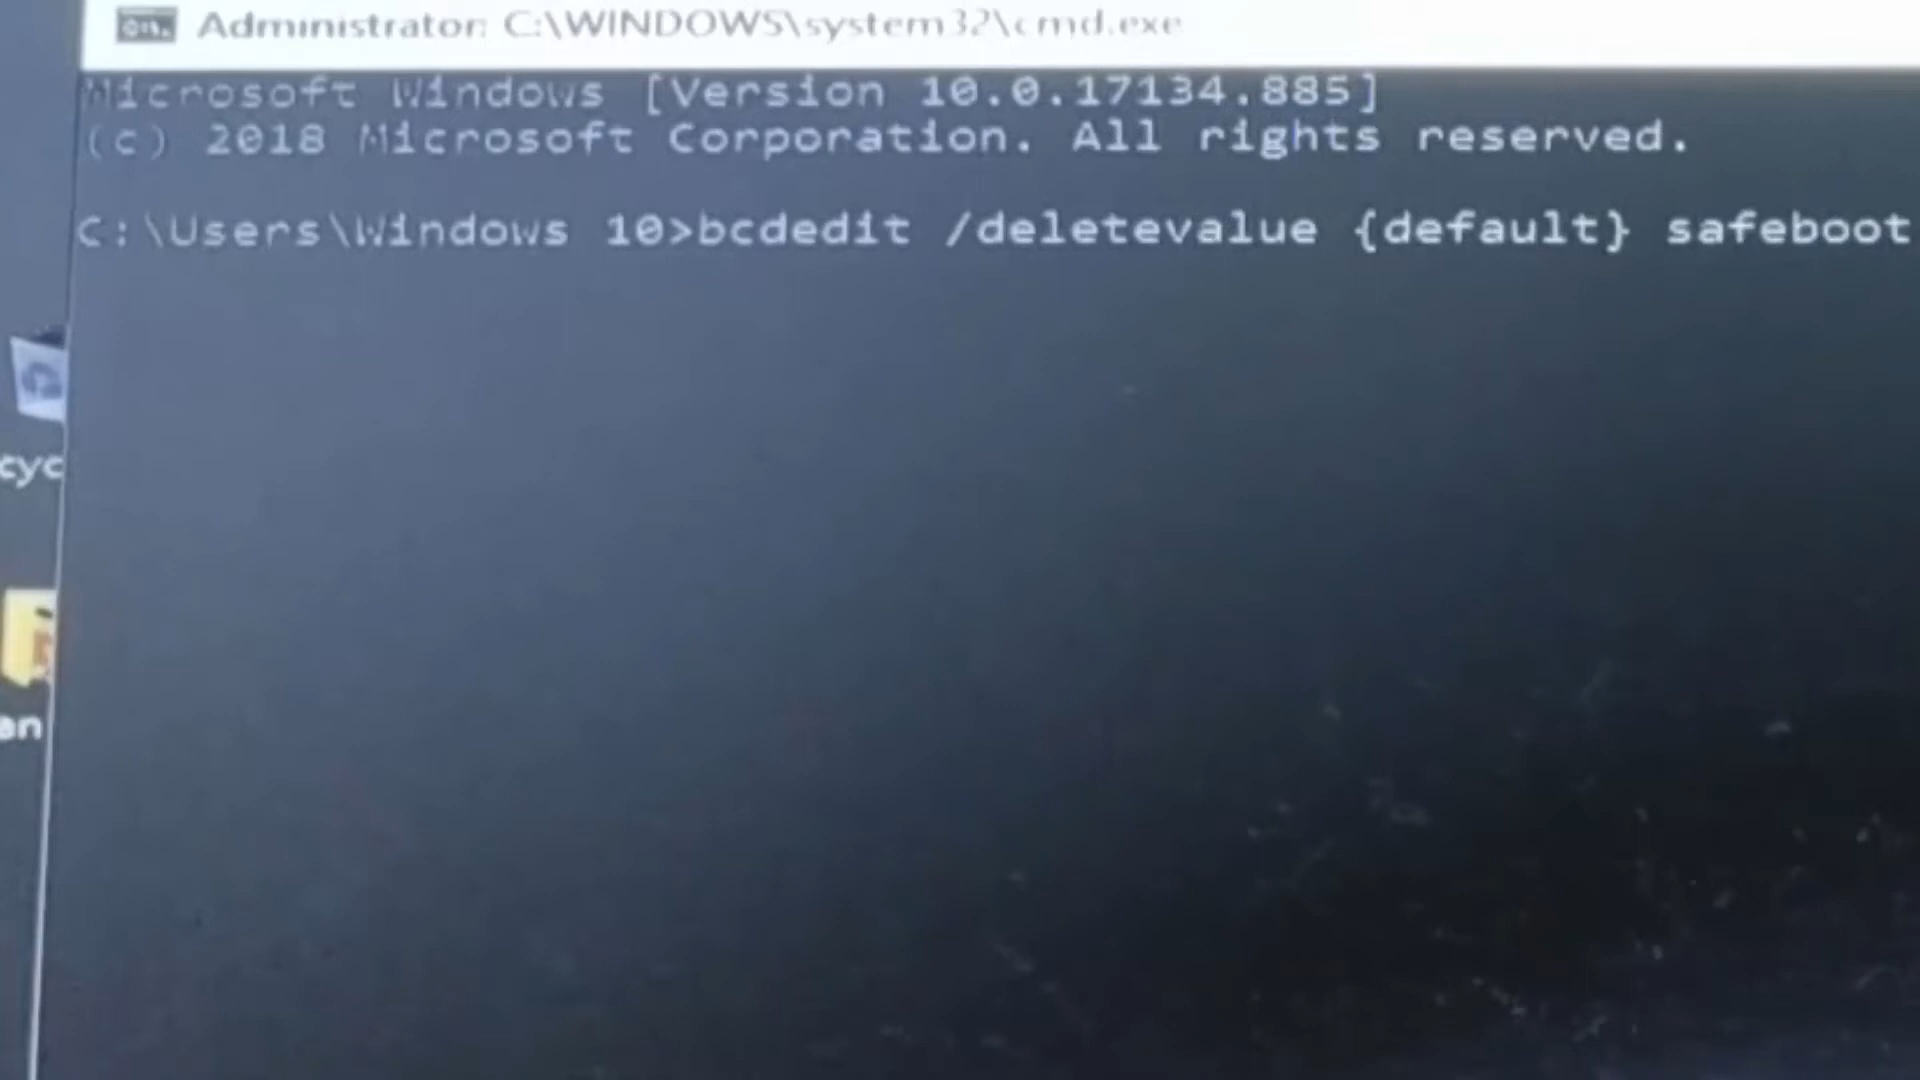 Administrator: C:\WINDOWS\system32\cmd.exe
Microsoft Windows [Version 10.0.17134.885]
(c) 2018 Microsoft Corporation. All rights reserved.
C:\Users\Windows 10>bcdedit /deletevalue {default} safeboot
cyc
an